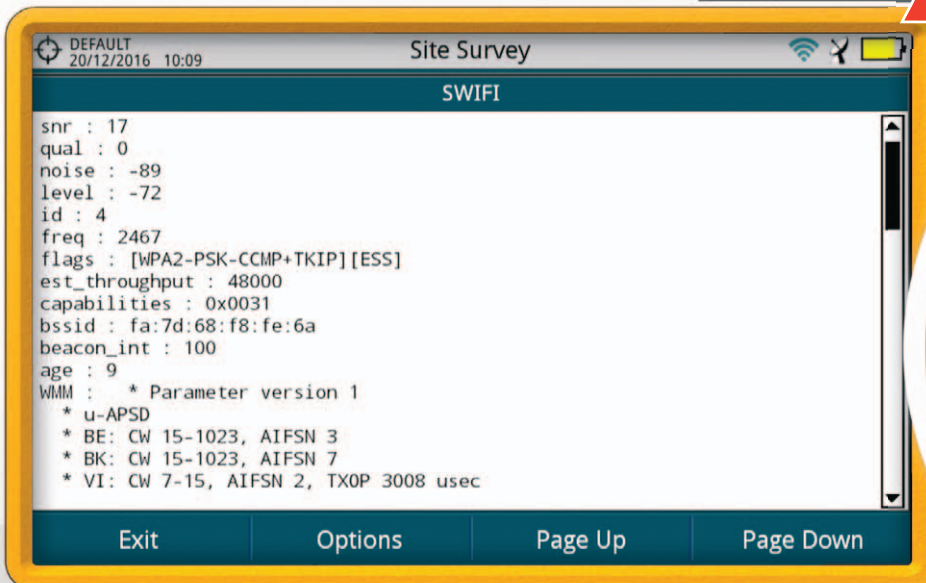 DEFAULT
20/12/2016 10:09
Site Survey
SWIFI
snr : 17
qual : 0
noise : -89
level : -72
id : 4
freq : 2467
flags : [WPA2-PSK-CCMP+TKIP][ESS]
est_throughput : 48000
capabilities : 0x0031
bssid : fa:7d:68:f8:fe:6a
beacon_int : 100
age : 9
WMM :   * Parameter version 1
  * u-APSD
  * BE: CW 15-1023, AIFSN 3
  * BK: CW 15-1023, AIFSN 7
  * VI: CW 7-15, AIFSN 2, TXOP 3008 usec
Exit Options Page Up Page Down